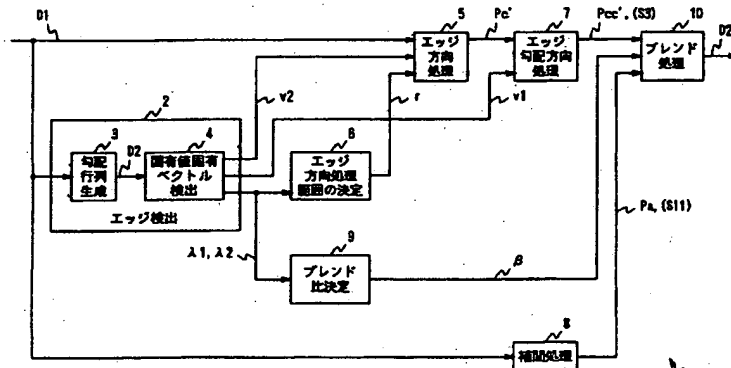 D1
5
エッジ
方向
処理
Pc'
7
エッジ
勾配方向
処理
Pcc',(S3)
10
ブレンド
処理
D2
v2
r
v1
2
3
勾配
行列
生成
D2
4
固有値固有
ベクトル
検出
エッジ検出
6
エッジ
方向処理
範囲の決定
Pa,(S11)
λ1,λ2
9
ブレンド
比決定
β
8
補間処理